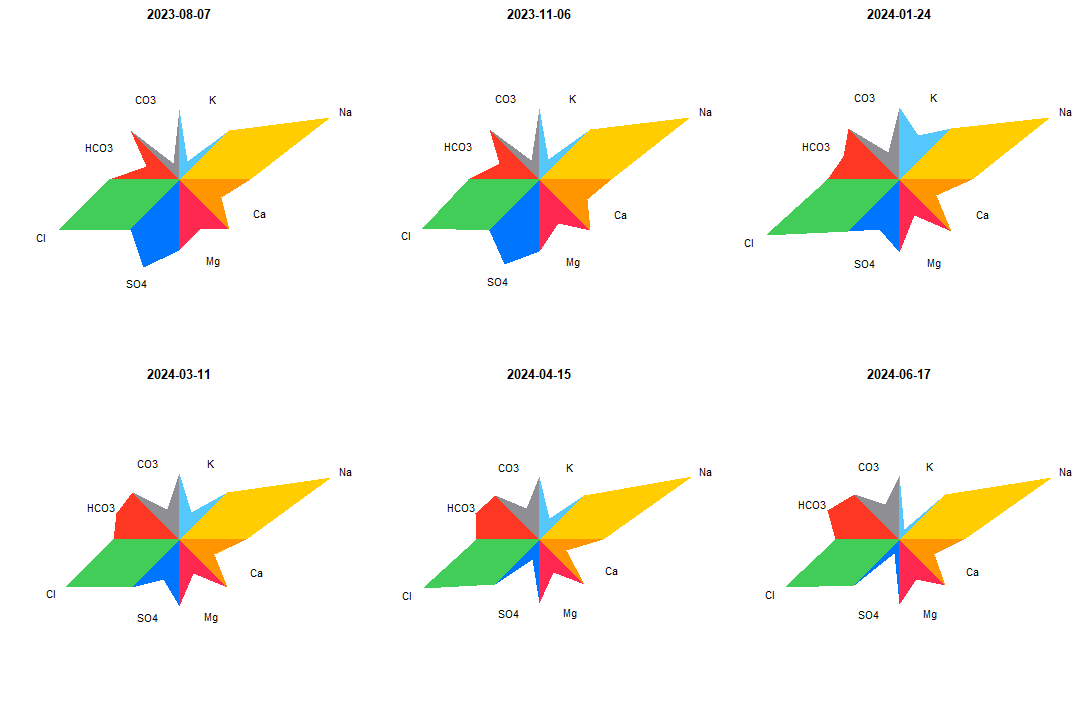 2023-08-07
2023-11-06
2024-01-24
CO3 K
Na
HCO3
Ca
Cl
Mg
SO4
CO3 K
Na
HCO3
Ca
Cl
Mg
SO4
CO3 K
Na
HCO3
Ca
Cl
SO4 Mg
2024-03-11
2024-04-15
2024-06-17
CO3 K
Na
HCO3
Ca
Cl
SO4 Mg
CO3 K
Na
HCO3
Ca
Cl
SO4 Mg
CO3 K
Na
HCO3
Ca
Cl
SO4 Mg